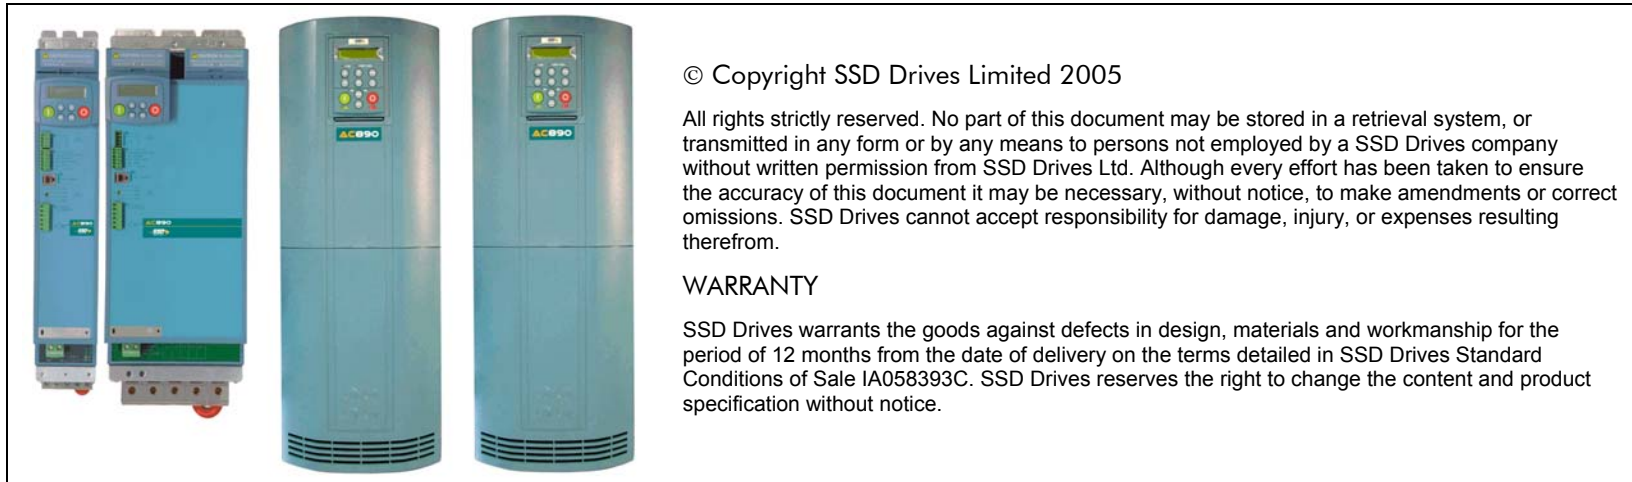 AC890
AC890
AC890
AC890
© Copyright SSD Drives Limited 2005
All rights strictly reserved. No part of this document may be stored in a retrieval system, or
transmitted in any form or by any means to persons not employed by a SSD Drives company
without written permission from SSD Drives Ltd. Although every effort has been taken to ensure
the accuracy of this document it may be necessary, without notice, to make amendments or correct
omissions. SSD Drives cannot accept responsibility for damage, injury, or expenses resulting
therefrom.
WARRANTY
SSD Drives warrants the goods against defects in design, materials and workmanship for the
period of 12 months from the date of delivery on the terms detailed in SSD Drives Standard
Conditions of Sale IA058393C. SSD Drives reserves the right to change the content and product
specification without notice.